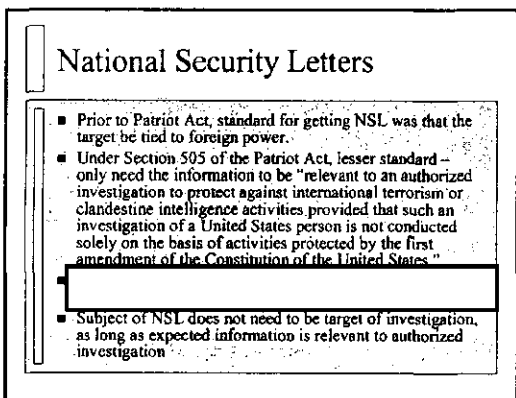 National Security Letters
■ Prior to Patriot Act, standard for getting NSL was that the
target be tied to foreign power.
■ Under Section 505 of the Patriot Act, lesser standard –
only need the information to be "relevant to an authorized
investigation to protect against international terrorism or
clandestine intelligence activities provided that such an
investigation of a United States person is not conducted
solely on the basis of activities protected by the first
amendment of the Constitution of the United States."
■
■ Subject of NSL does not need to be target of investigation,
as long as expected information is relevant to authorized
investigation